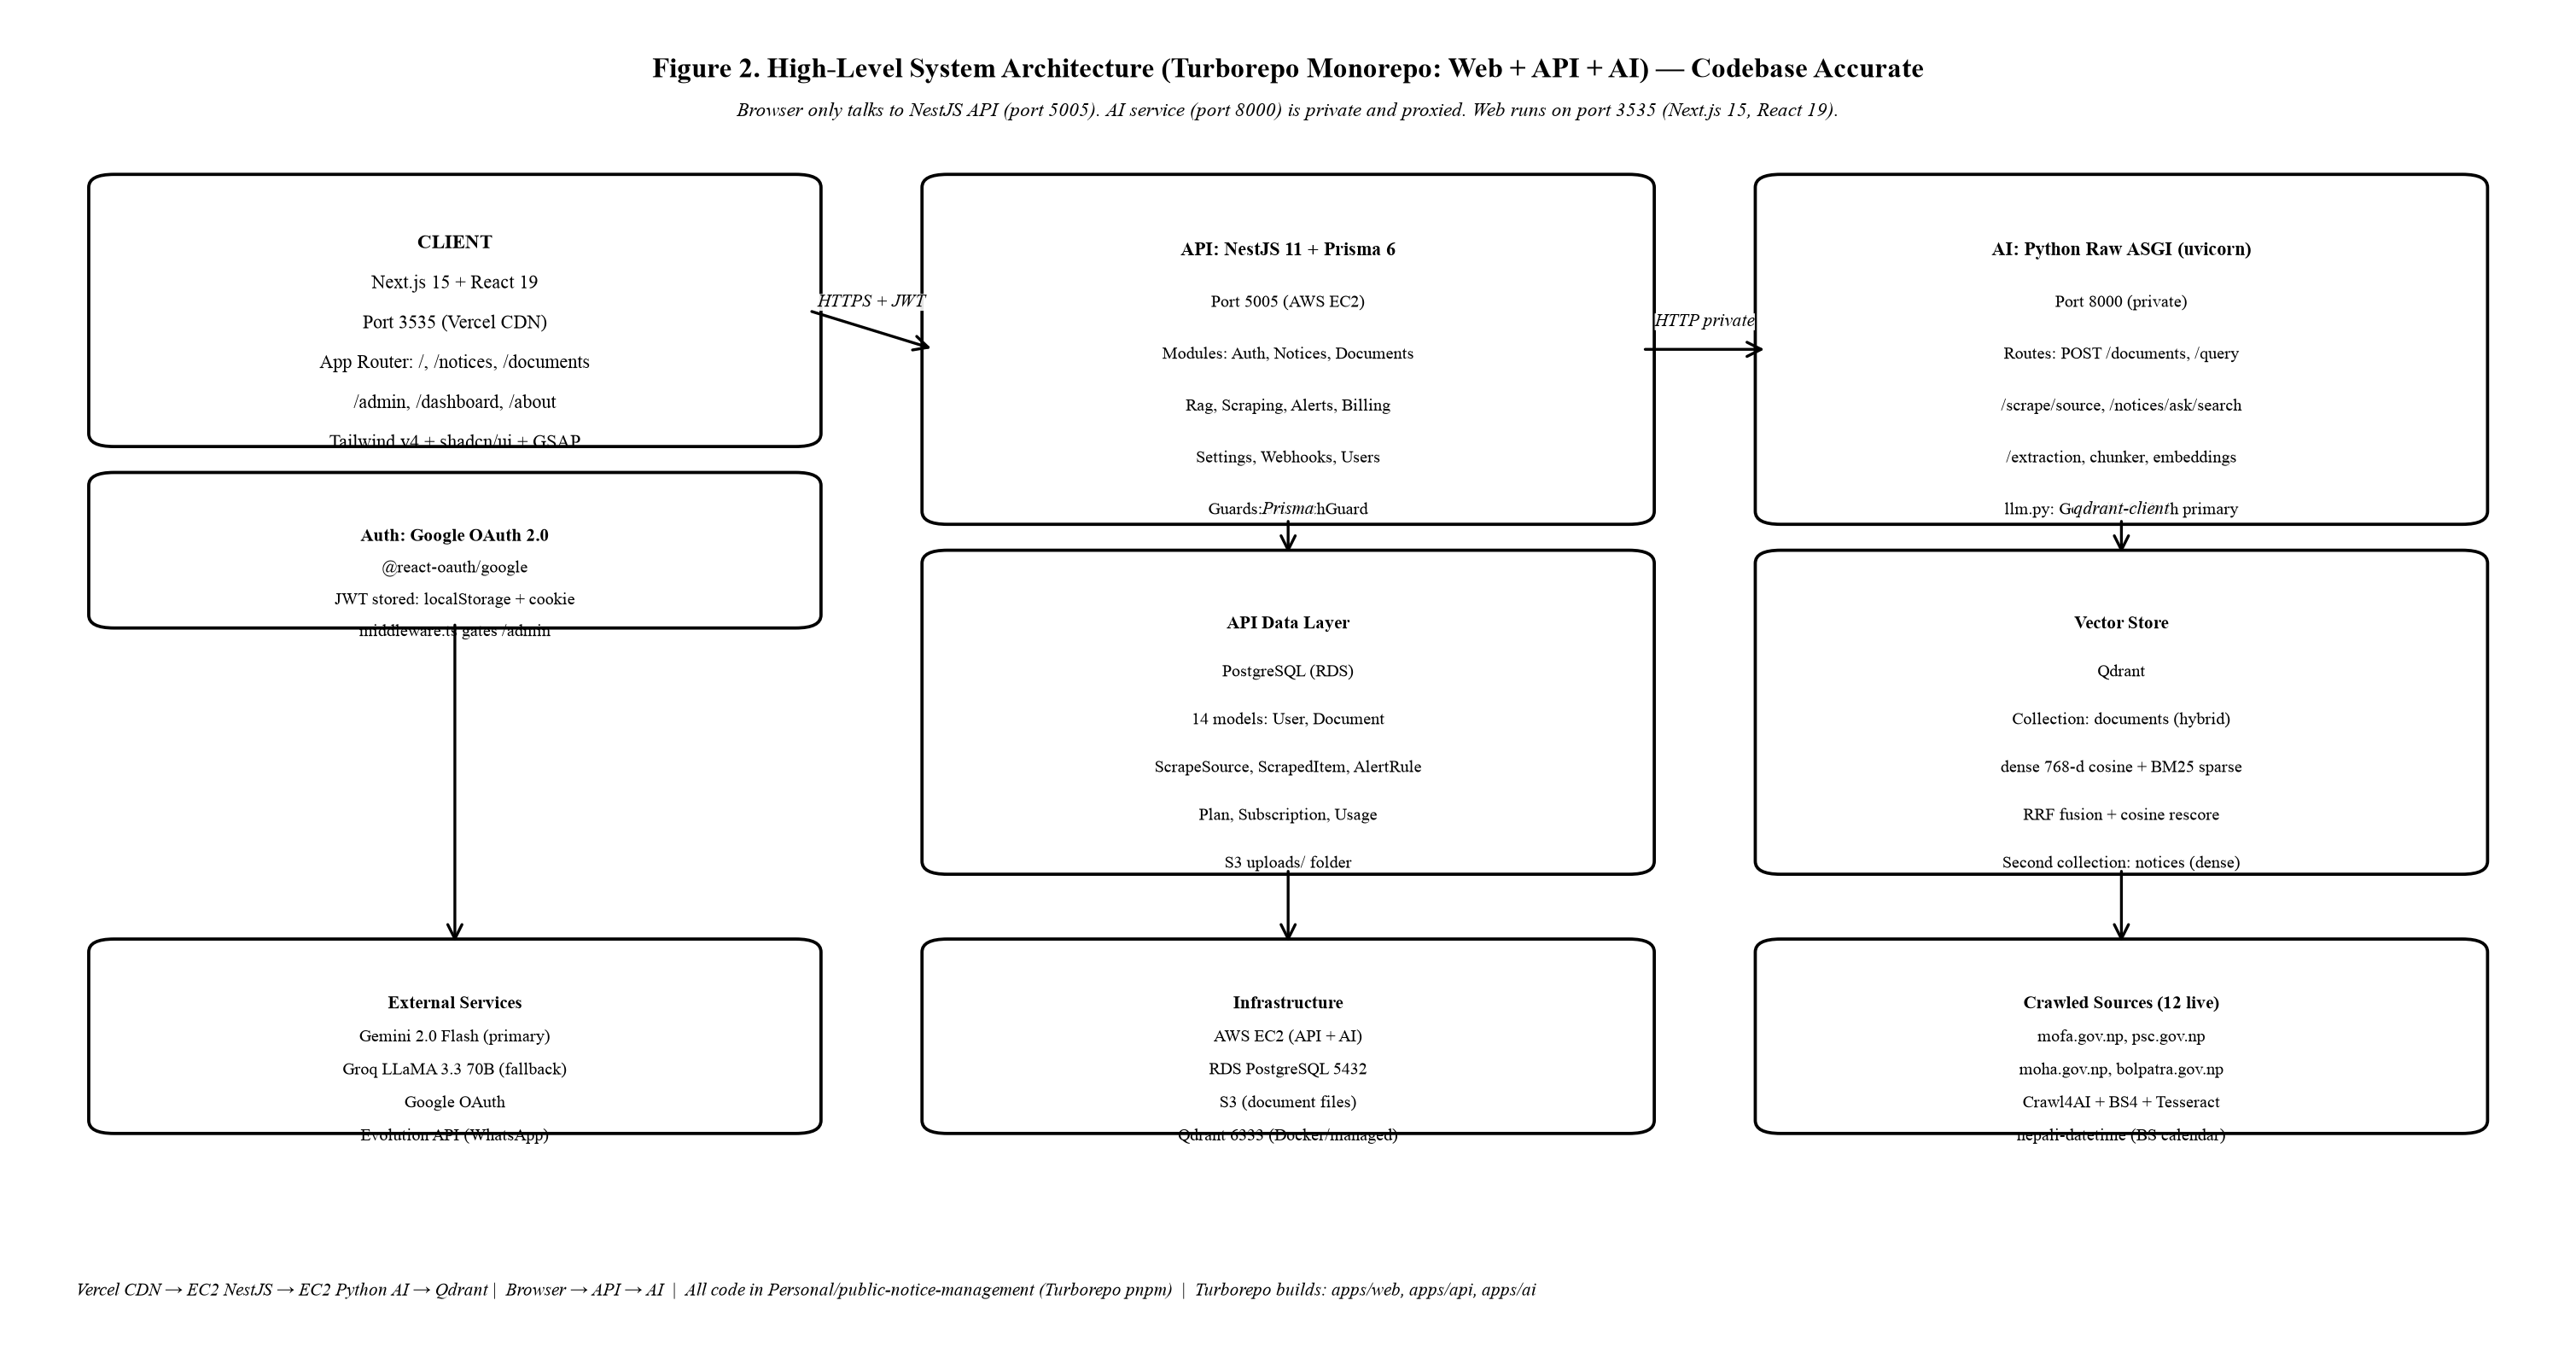 Figure 2. High-Level System Architecture (Turborepo Monorepo: Web + API + AI) — Codebase Accurate
Browser only talks to NestJS API (port 5005). AI service (port 8000) is private and proxied. Web runs on port 3535 (Next.js 15, React 19).
CLIENT
Next.js 15 + React 19
Port 3535 (Vercel CDN)
App Router: /, /notices, /documents
/admin, /dashboard, /about
Tailwind v4 + shadcn/ui + GSAP
HTTPS + JWT
API: NestJS 11 + Prisma 6
Port 5005 (AWS EC2)
Modules: Auth, Notices, Documents
Rag, Scraping, Alerts, Billing
Settings, Webhooks, Users
Guards: hGuard
Prisma
HTTP private
AI: Python Raw ASGI (uvicorn)
Port 8000 (private)
Routes: POST /documents, /query
/scrape/source, /notices/ask/search
/extraction, chunker, embeddings
llm.py: G h primary
qdrant-client
Auth: Google OAuth 2.0
@react-oauth/google
JWT stored: localStorage + cookie
middleware.ts gates /admin
API Data Layer
PostgreSQL (RDS)
14 models: User, Document
ScrapeSource, ScrapedItem, AlertRule
Plan, Subscription, Usage
S3 uploads/ folder
Vector Store
Qdrant
Collection: documents (hybrid)
dense 768-d cosine + BM25 sparse
RRF fusion + cosine rescore
Second collection: notices (dense)
External Services
Gemini 2.0 Flash (primary)
Groq LLaMA 3.3 70B (fallback)
Google OAuth
Evolution API (WhatsApp)
Infrastructure
AWS EC2 (API + AI)
RDS PostgreSQL 5432
S3 (document files)
Qdrant 6333 (Docker/managed)
Crawled Sources (12 live)
mofa.gov.np, psc.gov.np
moha.gov.np, bolpatra.gov.np
Crawl4AI + BS4 + Tesseract
nepali-datetime (BS calendar)
Vercel CDN → EC2 NestJS → EC2 Python AI → Qdrant | Browser → API → AI | All code in Personal/public-notice-management (Turborepo pnpm) | Turborepo builds: apps/web, apps/api, apps/ai